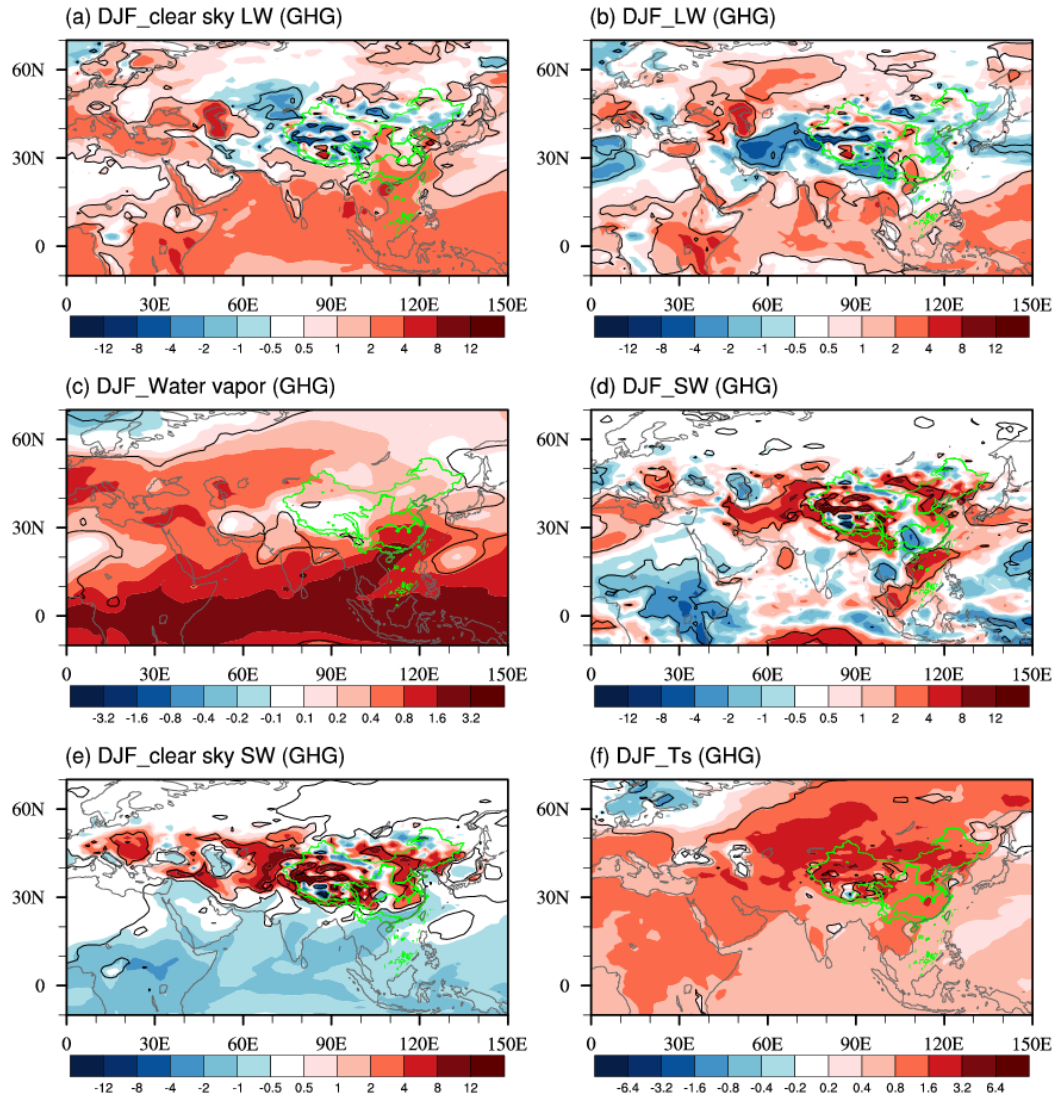 (a) DJF_clear sky LW (GHG)
(b) DJF_LW (GHG)
60N
30N
0
0 30E 60E 90E 120E 150E
-12 -8 -4 -2 -1 -0.5 0.5 1 2 4 8 12
60N
30N
0
0 30E 60E 90E 120E 150E
-12 -8 -4 -2 -1 -0.5 0.5 1 2 4 8 12
(c) DJF_Water vapor (GHG)
(d) DJF_SW (GHG)
60N
30N
0
0 30E 60E 90E 120E 150E
-3.2 -1.6 -0.8 -0.4 -0.2 -0.1 0.1 0.2 0.4 0.8 1.6 3.2
60N
30N
0
0 30E 60E 90E 120E 150E
-12 -8 -4 -2 -1 -0.5 0.5 1 2 4 8 12
(e) DJF_clear sky SW (GHG)
(f) DJF_Ts (GHG)
60N
30N
0
0 30E 60E 90E 120E 150E
-12 -8 -4 -2 -1 -0.5 0.5 1 2 4 8 12
60N
30N
0
0 30E 60E 90E 120E 150E
-6.4 -3.2 -1.6 -0.8 -0.4 -0.2 0.2 0.4 0.8 1.6 3.2 6.4